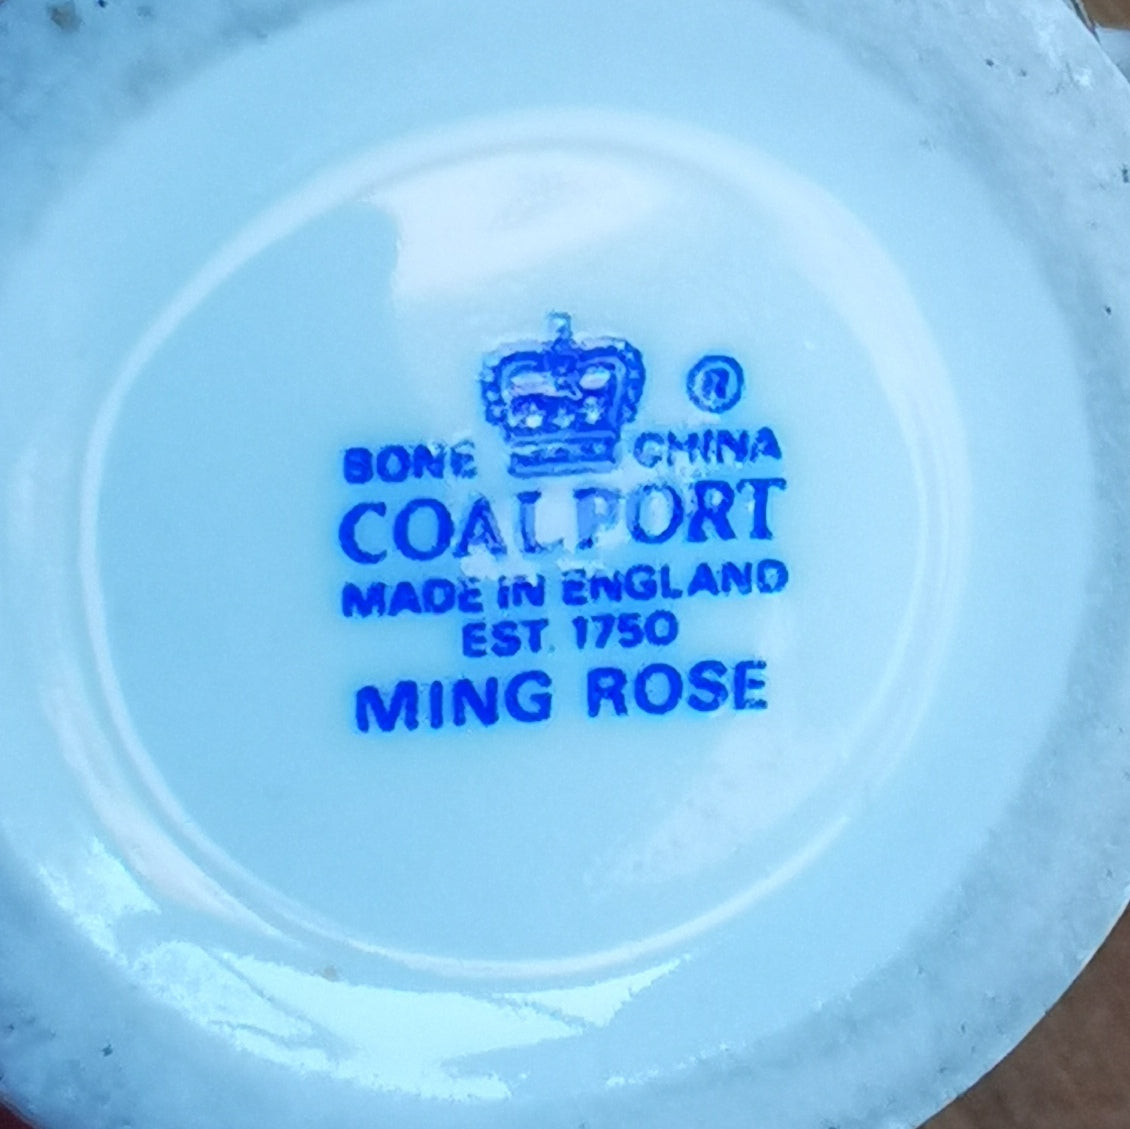 ®
BONE CHINA
COALPORT
MADE IN ENGLAND
EST. 1750
MING ROSE